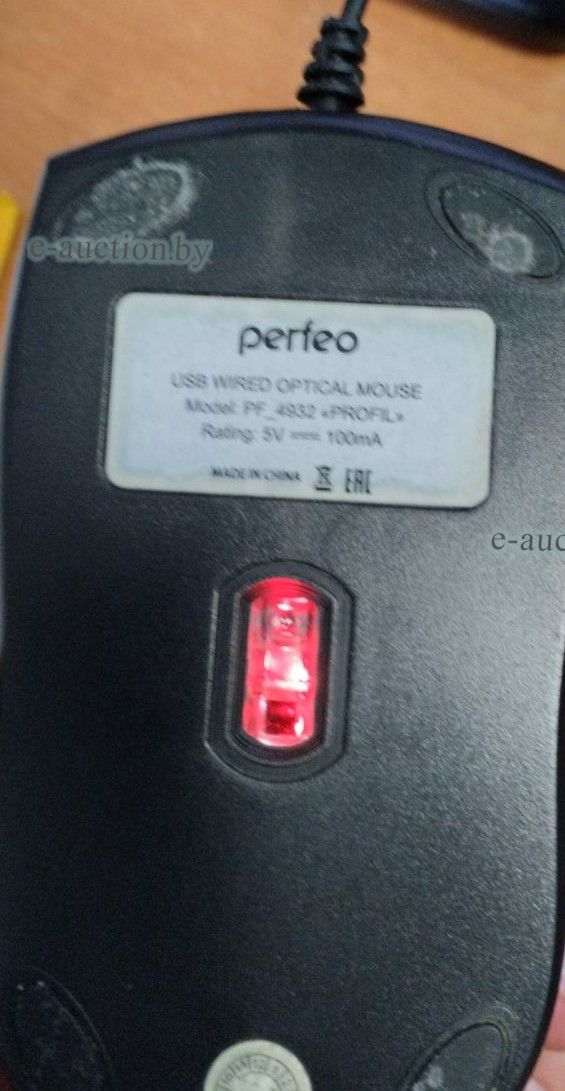 e-auction.by
perfeo
USB WIRED OPTICAL MOUSE
Model: PF_4932 «PROFIL»
Rating: 5V 100mA
MADE IN CHINA EAC
e-auc